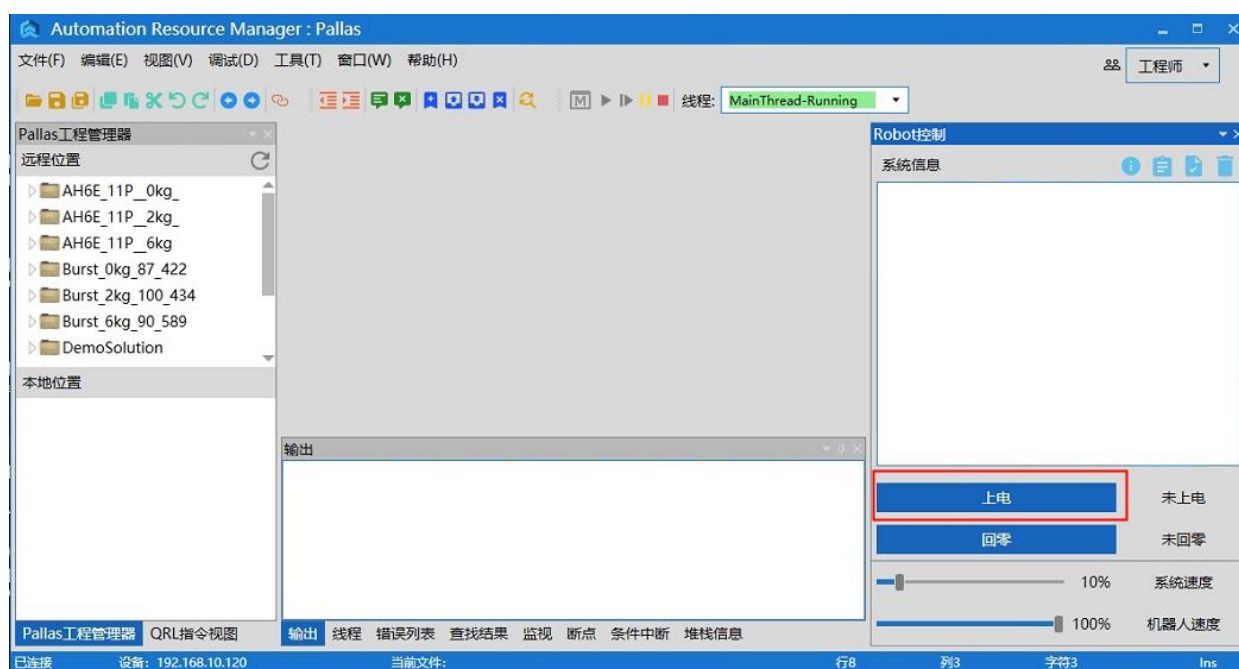 Automation Resource Manager : Pallas
文件(F) 编辑(E) 视图(V) 调试(D) 工具(T) 窗口(W) 帮助(H)
工程师
M 线程: MainThread-Running
Pallas工程管理器
远程位置
AH6E_11P__0kg_
AH6E_11P__2kg_
AH6E_11P__6kg
Burst_0kg_87_422
Burst_2kg_100_434
Burst_6kg_90_589
DemoSolution
本地位置
Pallas工程管理器 QRL指令视图
输出
输出 线程 错误列表 查找结果 监视 断点 条件中断 堆栈信息
Robot控制
系统信息
上电 未上电
回零 未回零
10% 系统速度
100% 机器人速度
已连接 设备: 192.168.10.120 当前文件: 行8 列3 字符3 Ins